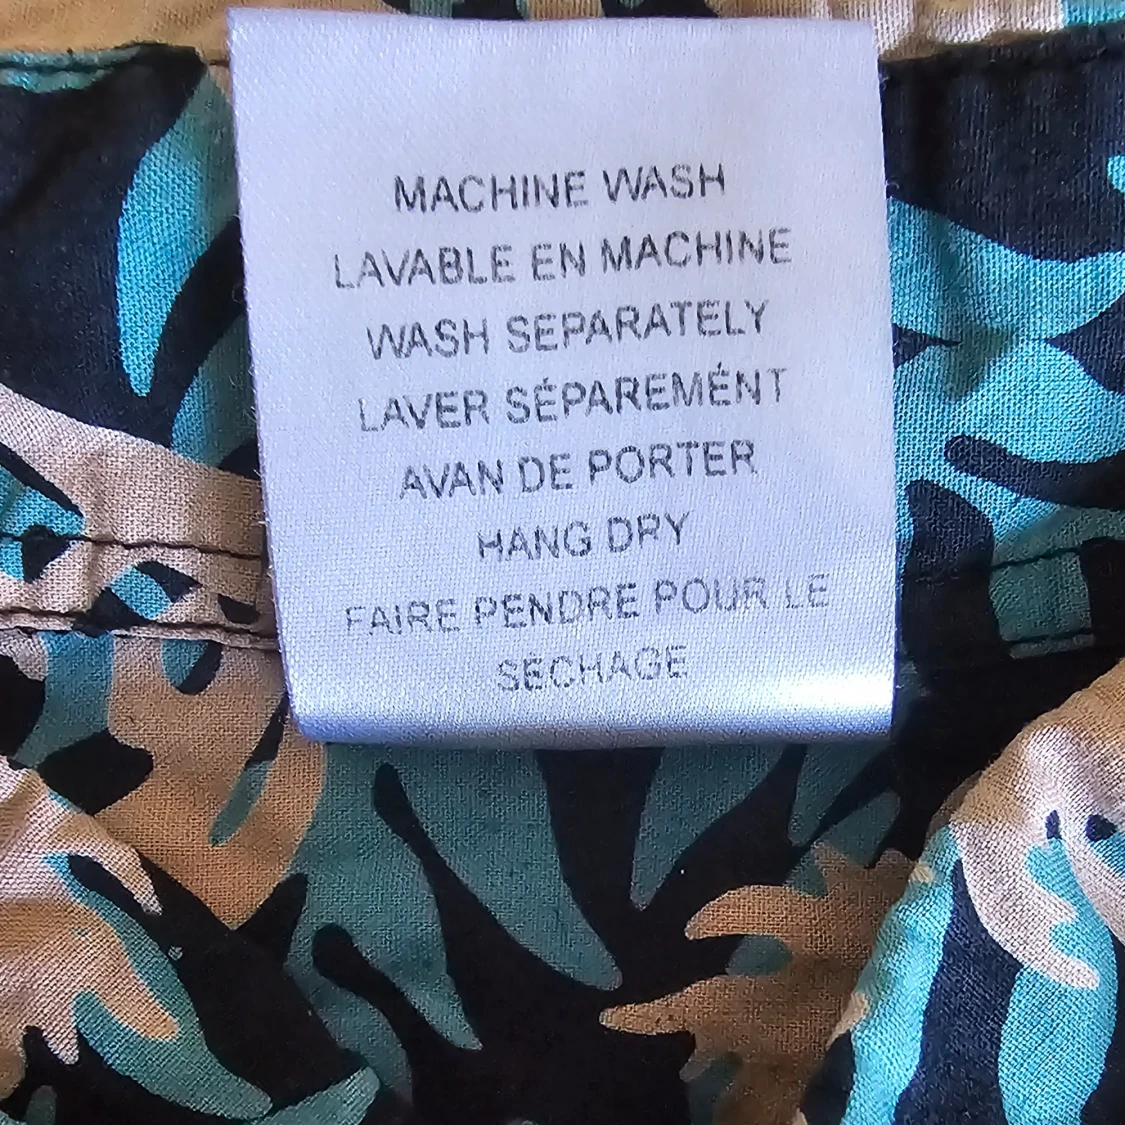 MACHINE WASH
LAVABLE EN MACHINE
WASH SEPARATELY
LAVER SÉPAREMÉNT
AVAN DE PORTER
HANG DRY
FAIRE PENDRE POUR LE
SECHAGE